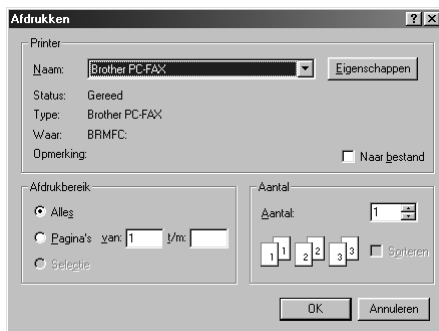 Afdrukken
Printer
Naam: Brother PC-FAX Eigenschappen
Status: Gereed
Type: Brother PC-FAX
Waar: BRMFC:
Opmerking: Naar bestand
Afdrukbereik
Alles
Pagina's van: 1 t/m:
Selectie
Aantal
Aantal: 1
1 1 2 2 3 3 Sorteren
OK Annuleren